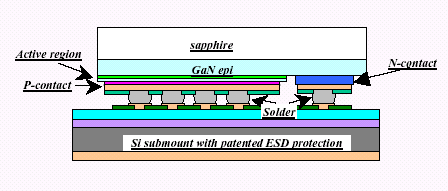 sapphire
Active region
GaN epi
N-contact
P-contact
Solder
Si submount with patented ESD protection